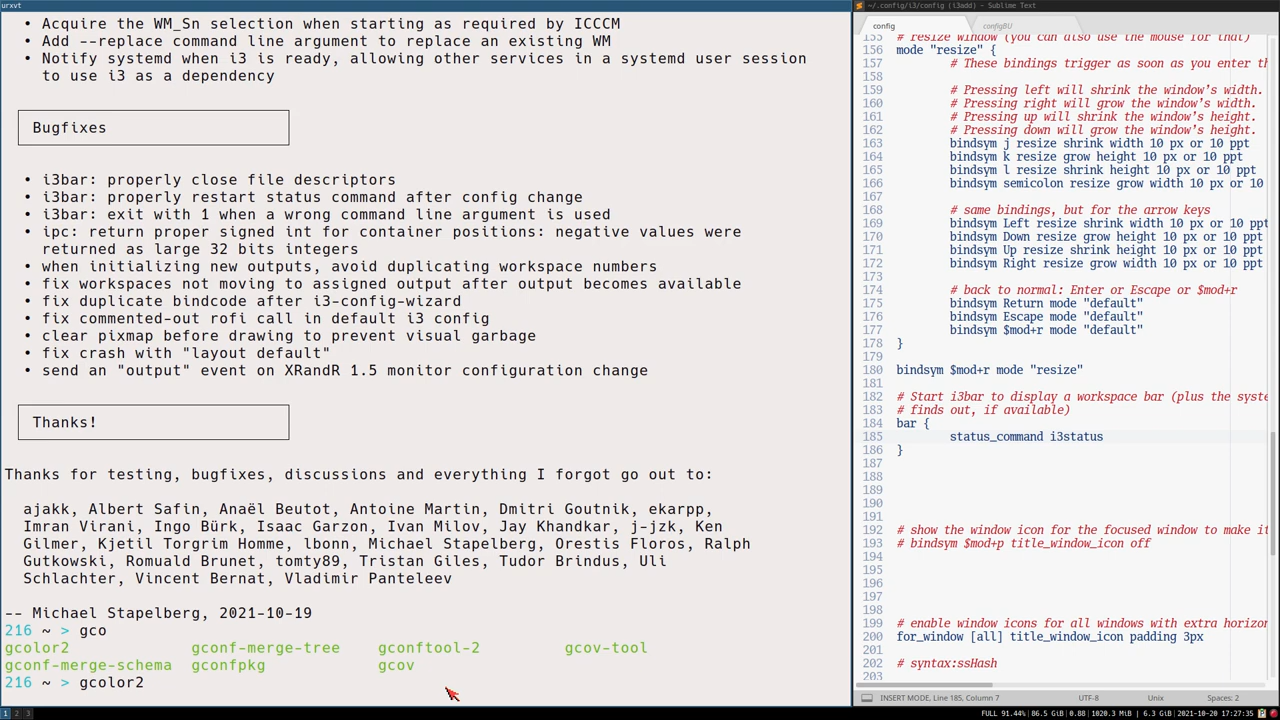 urxvt
• Acquire the WM_Sn selection when starting as required by ICCCM
• Add --replace command line argument to replace an existing WM
• Notify systemd when i3 is ready, allowing other services in a systemd user session
to use i3 as a dependency
Bugfixes
• i3bar: properly close file descriptors
• i3bar: properly restart status command after config change
• i3bar: exit with 1 when a wrong command line argument is used
• ipc: return proper signed int for container positions: negative values were
returned as large 32 bits integers
• when initializing new outputs, avoid duplicating workspace numbers
• fix workspaces not moving to assigned output after output becomes available
• fix duplicate bindcode after i3-config-wizard
• fix commented-out rofi call in default i3 config
• clear pixmap before drawing to prevent visual garbage
• fix crash with "layout default"
• send an "output" event on XRandR 1.5 monitor configuration change
Thanks!
Thanks for testing, bugfixes, discussions and everything I forgot go out to:
ajakk, Albert Safin, Anaël Beutot, Antoine Martin, Dmitri Goutnik, ekarpp,
Imran Virani, Ingo Bürk, Isaac Garzon, Ivan Milov, Jay Khandkar, j-jzk, Ken
Gilmer, Kjetil Torgrim Homme, lbonn, Michael Stapelberg, Orestis Floros, Ralph
Gutkowski, Romuald Brunet, tomty89, Tristan Giles, Tudor Brindus, Uli
Schlachter, Vincent Bernat, Vladimir Panteleev
-- Michael Stapelberg, 2021-10-19
216 ~ > gco
gcolor2 gconf-merge-tree gconftool-2 gcov-tool
gconf-merge-schema gconfpkg gcov
216 ~ > gcolor2
~/.config/i3/config (i3add) - Sublime Text
config configBU
155 # resize window (you can also use the mouse for that)
156 mode "resize" {
157 # These bindings trigger as soon as you enter th
158
159 # Pressing left will shrink the window's width.
160 # Pressing right will grow the window's width.
161 # Pressing up will shrink the window's height.
162 # Pressing down will grow the window's height.
163 bindsym j resize shrink width 10 px or 10 ppt
164 bindsym k resize grow height 10 px or 10 ppt
165 bindsym l resize shrink height 10 px or 10 ppt
166 bindsym semicolon resize grow width 10 px or 10
167
168 # same bindings, but for the arrow keys
169 bindsym Left resize shrink width 10 px or 10 ppt
170 bindsym Down resize grow height 10 px or 10 ppt
171 bindsym Up resize shrink height 10 px or 10 ppt
172 bindsym Right resize grow width 10 px or 10 ppt
173
174 # back to normal: Enter or Escape or $mod+r
175 bindsym Return mode "default"
176 bindsym Escape mode "default"
177 bindsym $mod+r mode "default"
178 }
179
180 bindsym $mod+r mode "resize"
181
182 # Start i3bar to display a workspace bar (plus the syste
183 # finds out, if available)
184 bar {
185 status_command i3status
186 }
187
188
189
190
191
192 # show the window icon for the focused window to make it
193 # bindsym $mod+p title_window_icon off
194
195
196
197
198
199 # enable window icons for all windows with extra horizon
200 for_window [all] title_window_icon padding 3px
201
202 # syntax:ssHash
203
INSERT MODE, Line 185, Column 7 UTF-8 Unix Spaces: 2
1 2 3 FULL 91.44% | 86.5 GiB | 0.88 | 1020.3 MiB | 6.3 GiB | 2021-10-20 17:27:35